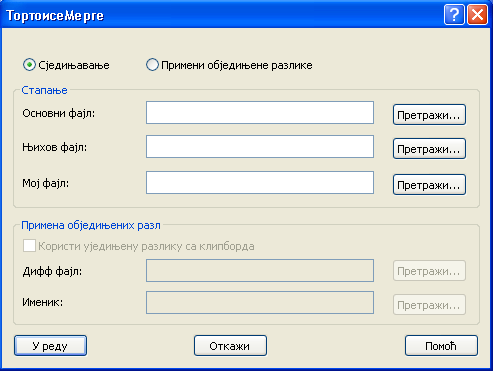 ТортоисеМерге
Сједињавање Примени обједињене разлике
Стапање
Основни фајл: Претражи...
Њихов фајл: Претражи...
Мој фајл: Претражи...
Примена обједињених разл
Користи уједињену разлику са клипборда
Дифф фајл: Претражи...
Именик: Претражи...
У реду Откажи Помоћ